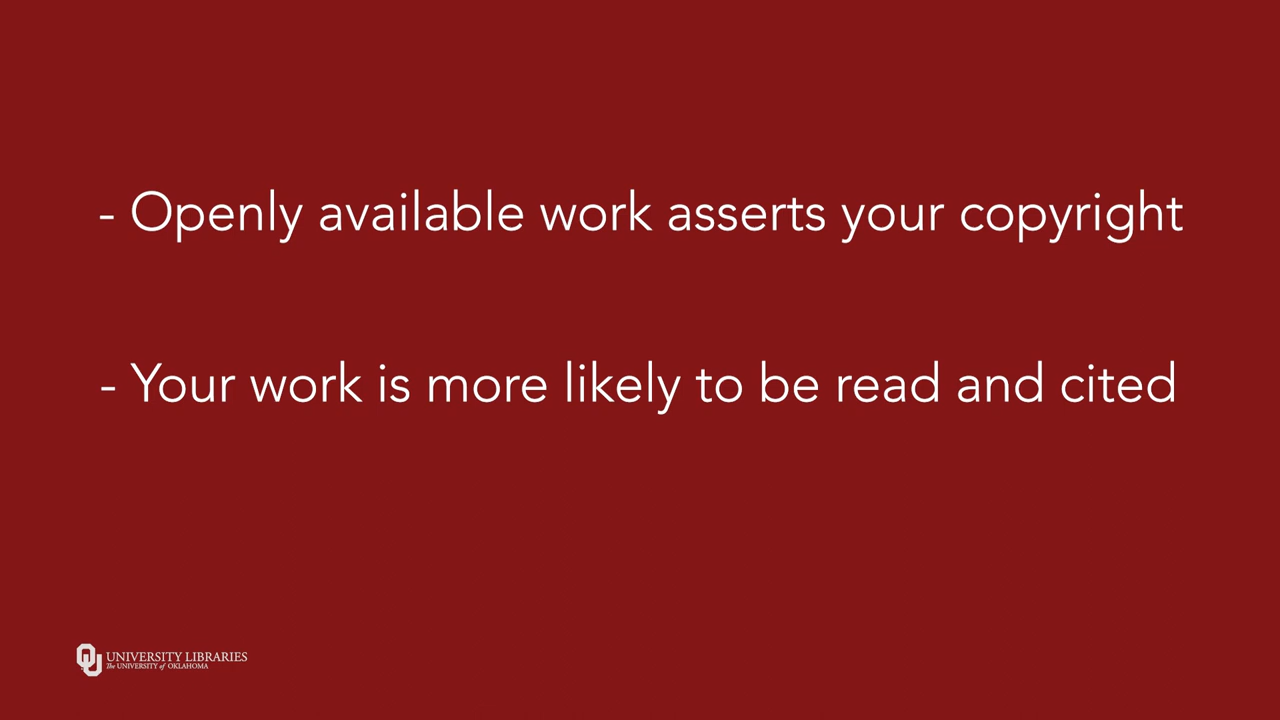 - Openly available work asserts your copyright
- Your work is more likely to be read and cited
OU UNIVERSITY LIBRARIES
The UNIVERSITY of OKLAHOMA